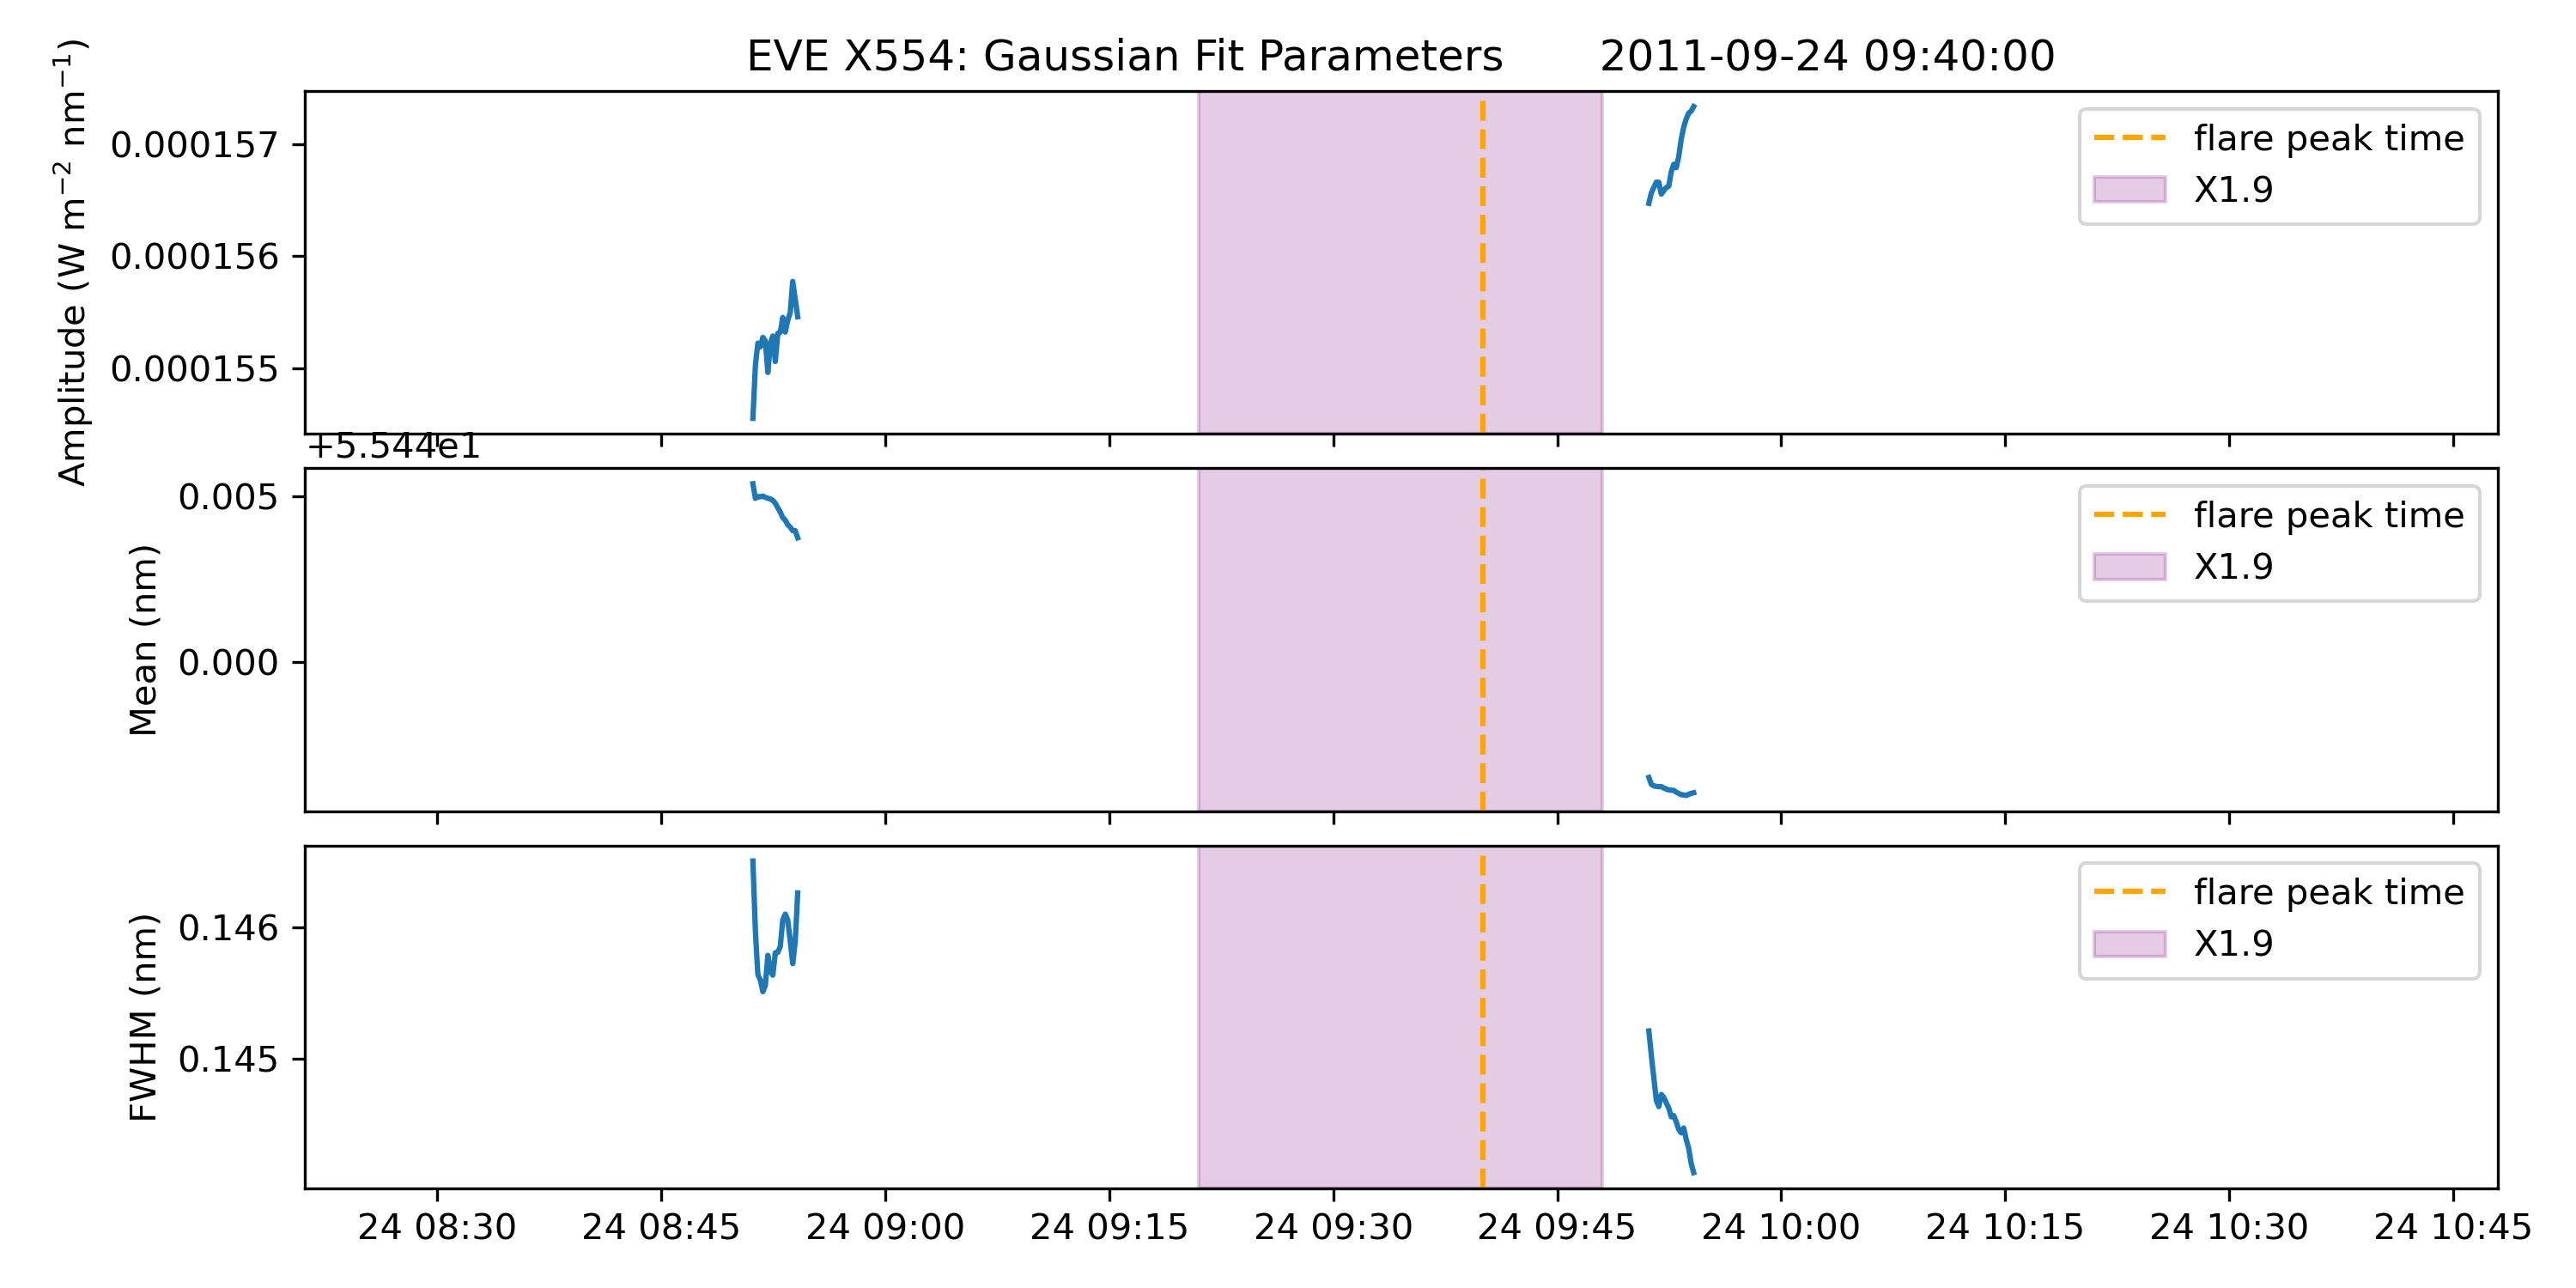 EVE X554: Gaussian Fit Parameters 2011-09-24 09:40:00
Amplitude (W m⁻² nm⁻¹)
0.000157
0.000156
0.000155
flare peak time
X1.9
+5.544e1
Mean (nm)
0.005
0.000
flare peak time
X1.9
FWHM (nm)
0.146
0.145
flare peak time
X1.9
24 08:30 24 08:45 24 09:00 24 09:15 24 09:30 24 09:45 24 10:00 24 10:15 24 10:30 24 10:45